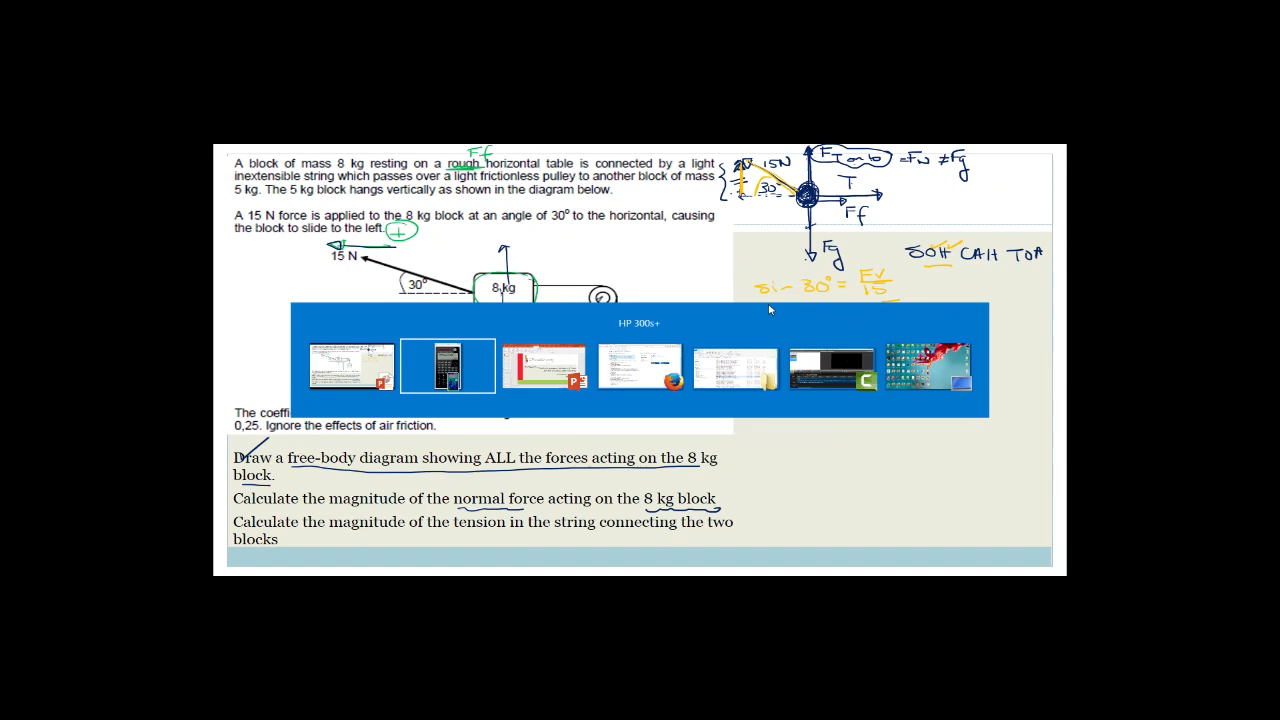 Ff
A block of mass 8 kg resting on a rough horizontal table is connected by a light
inextensible string which passes over a light frictionless pulley to another block of mass
5 kg. The 5 kg block hangs vertically as shown in the diagram below.
A 15 N force is applied to the 8 kg block at an angle of 30° to the horizontal, causing
the block to slide to the left. +
15 N
30°
8 kg
15N
30°
= FN ≠ Fg
T
Ff
Fg
SOH CAH TOA
30° = Fv
15
HP 300s+
The coeffi
0,25. Ignore the effects of air friction.
Draw a free-body diagram showing ALL the forces acting on the 8 kg
block.
Calculate the magnitude of the normal force acting on the 8 kg block
Calculate the magnitude of the tension in the string connecting the two
blocks